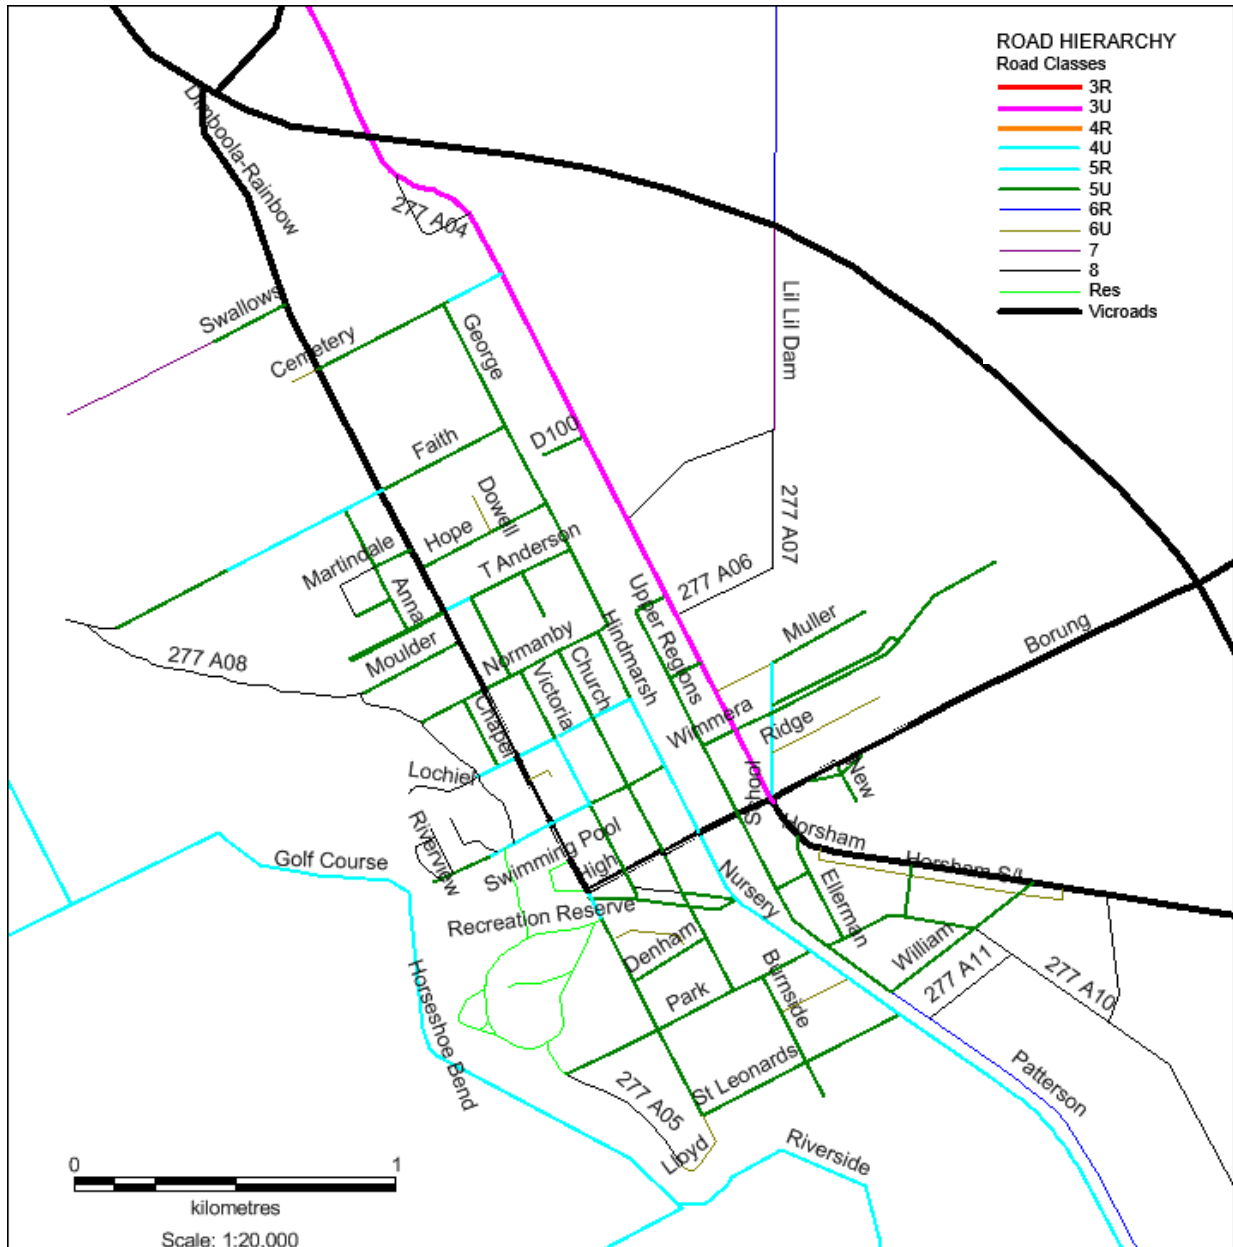 ROAD HIERARCHY
Road Classes
3R
3U
4R
4U
5R
5U
6R
6U
7
8
Res
Vicroads
Dimboola-Rainbow
277 A04
Swallows
Cemetery
George
Lil Lil Dam
Faith
D100
Dowell
Hope
Martindale
T Anderson
277 A07
277 A06
Anna
Upper Regions
Muller
Borung
Moulder
277 A08
Normanby
Hindmarsh
Church
Victoria
Chapel
Wimmera
Ridge
Lochiel
School
New
Riverview
Golf Course
Swimming Pool
High
Horsham
Horsham S/L
Nursery
Ellerman
Recreation Reserve
Denham
William
277 A11
277 A10
Burnside
Park
Horseshoe Bend
St Leonards
277 A05
Patterson
Lloyd
Riverside
0 1
kilometres
Scale: 1:20,000